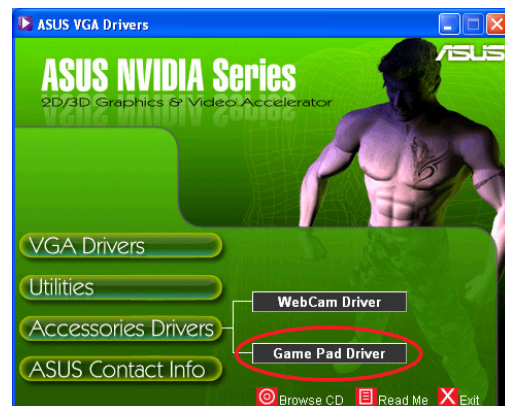 ASUS VGA Drivers
ASUS
ASUS NVIDIA Series
2D/3D Graphics & Video Accelerator
VGA Drivers
Utilities
WebCam Driver
Accessories Drivers
Game Pad Driver
ASUS Contact Info
Browse CD Read Me Exit